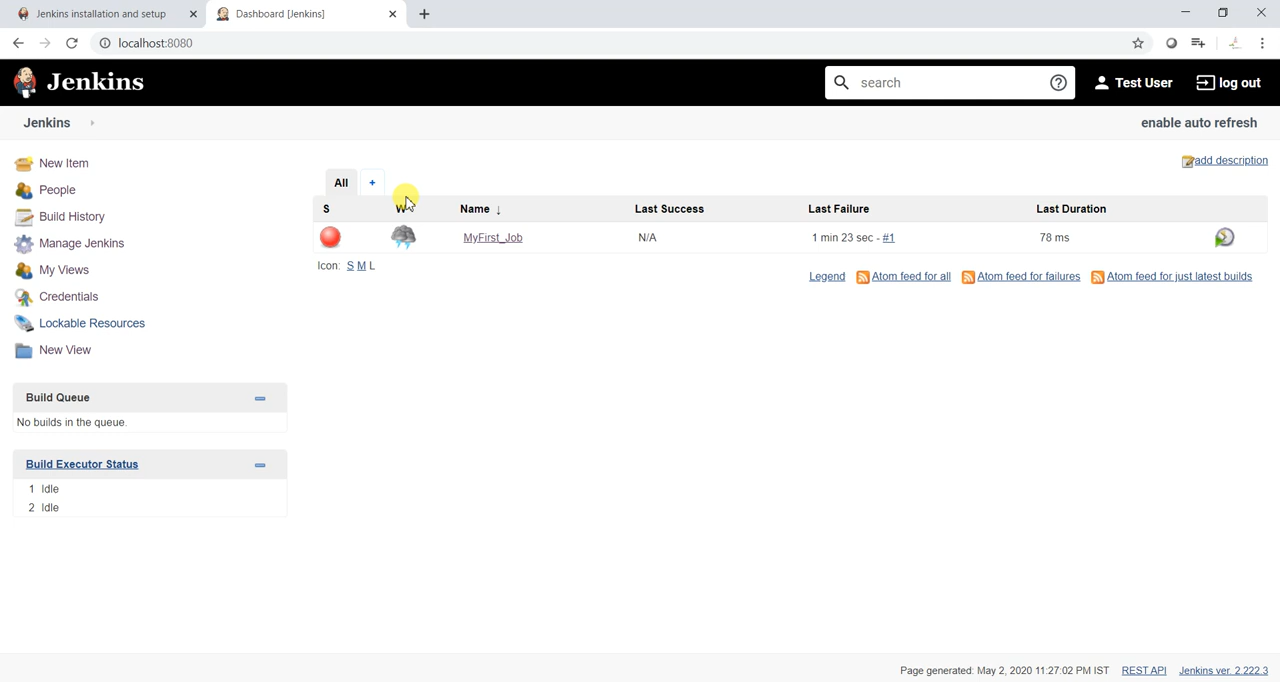 Jenkins installation and setup
Dashboard [Jenkins]
localhost:8080
Jenkins
search
Test User
log out
Jenkins
enable auto refresh
New Item
People
Build History
Manage Jenkins
My Views
Credentials
Lockable Resources
New View
add description
All +
S W Name ↓ Last Success Last Failure Last Duration
MyFirst_Job N/A 1 min 23 sec - #1 78 ms
Icon: S M L
Legend Atom feed for all Atom feed for failures Atom feed for just latest builds
Build Queue
No builds in the queue.
Build Executor Status
1 Idle
2 Idle
Page generated: May 2, 2020 11:27:02 PM IST REST API Jenkins ver. 2.222.3